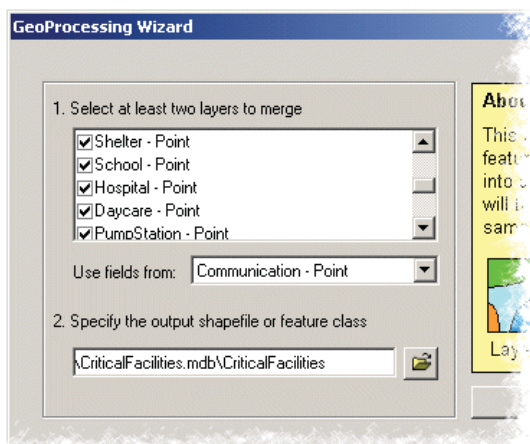 GeoProcessing Wizard
1. Select at least two layers to merge
Shelter - Point
School - Point
Hospital - Point
Daycare - Point
PumpStation - Point
Use fields from: Communication - Point
2. Specify the output shapefile or feature class
\CriticalFacilities.mdb\CriticalFacilities
This
into
will